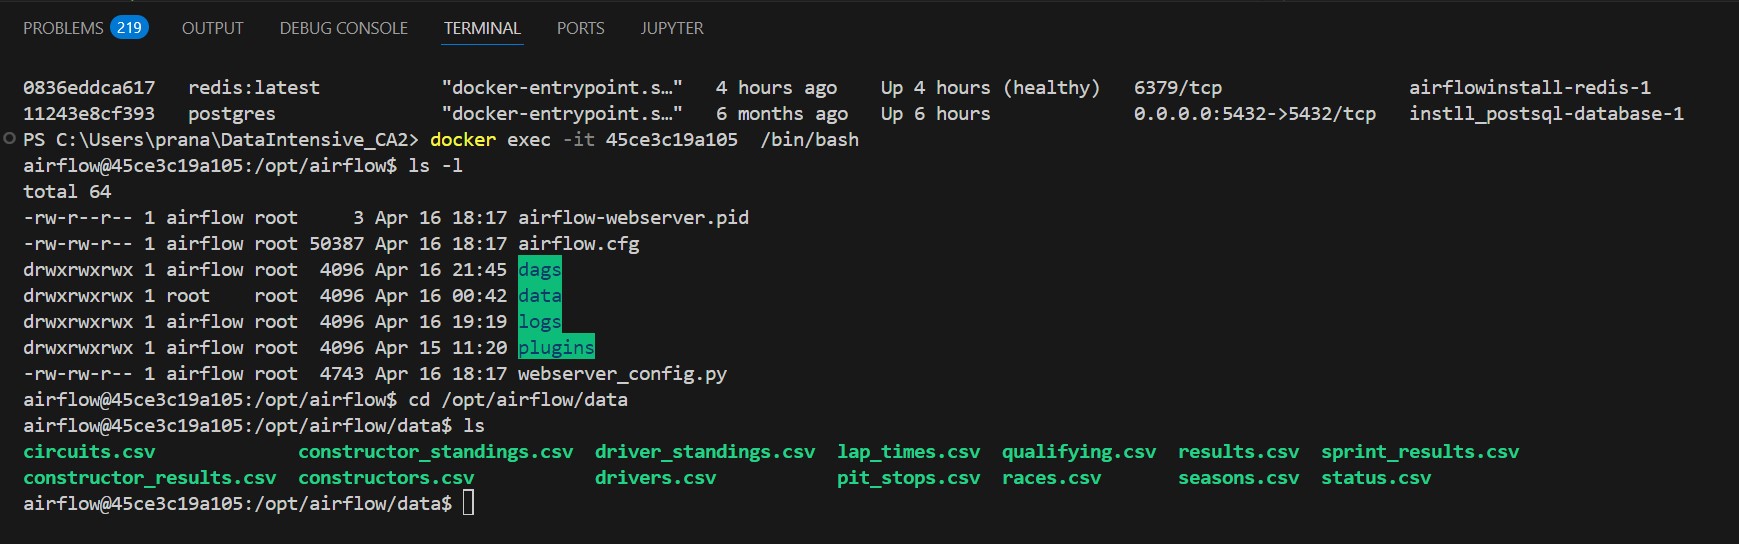 PROBLEMS 219 OUTPUT DEBUG CONSOLE TERMINAL PORTS JUPYTER
0836eddca617   redis:latest           "docker-entrypoint.s…"   4 hours ago    Up 4 hours (healthy)   6379/tcp                 airflowinstall-redis-1
11243e8cf393   postgres               "docker-entrypoint.s…"   6 months ago   Up 6 hours             0.0.0.0:5432->5432/tcp   instll_postsql-database-1
PS C:\Users\prana\DataIntensive_CA2> docker exec -it 45ce3c19a105  /bin/bash
airflow@45ce3c19a105:/opt/airflow$ ls -l
total 64
-rw-r--r-- 1 airflow root     3 Apr 16 18:17 airflow-webserver.pid
-rw-rw-r-- 1 airflow root 50387 Apr 16 18:17 airflow.cfg
drwxrwxrwx 1 airflow root  4096 Apr 16 21:45 dags
drwxrwxrwx 1 root    root  4096 Apr 16 00:42 data
drwxrwxrwx 1 airflow root  4096 Apr 16 19:19 logs
drwxrwxrwx 1 airflow root  4096 Apr 15 11:20 plugins
-rw-rw-r-- 1 airflow root  4743 Apr 16 18:17 webserver_config.py
airflow@45ce3c19a105:/opt/airflow$ cd /opt/airflow/data
airflow@45ce3c19a105:/opt/airflow/data$ ls
circuits.csv             constructor_standings.csv  driver_standings.csv  lap_times.csv  qualifying.csv  results.csv  sprint_results.csv
constructor_results.csv  constructors.csv           drivers.csv           pit_stops.csv  races.csv       seasons.csv  status.csv
airflow@45ce3c19a105:/opt/airflow/data$